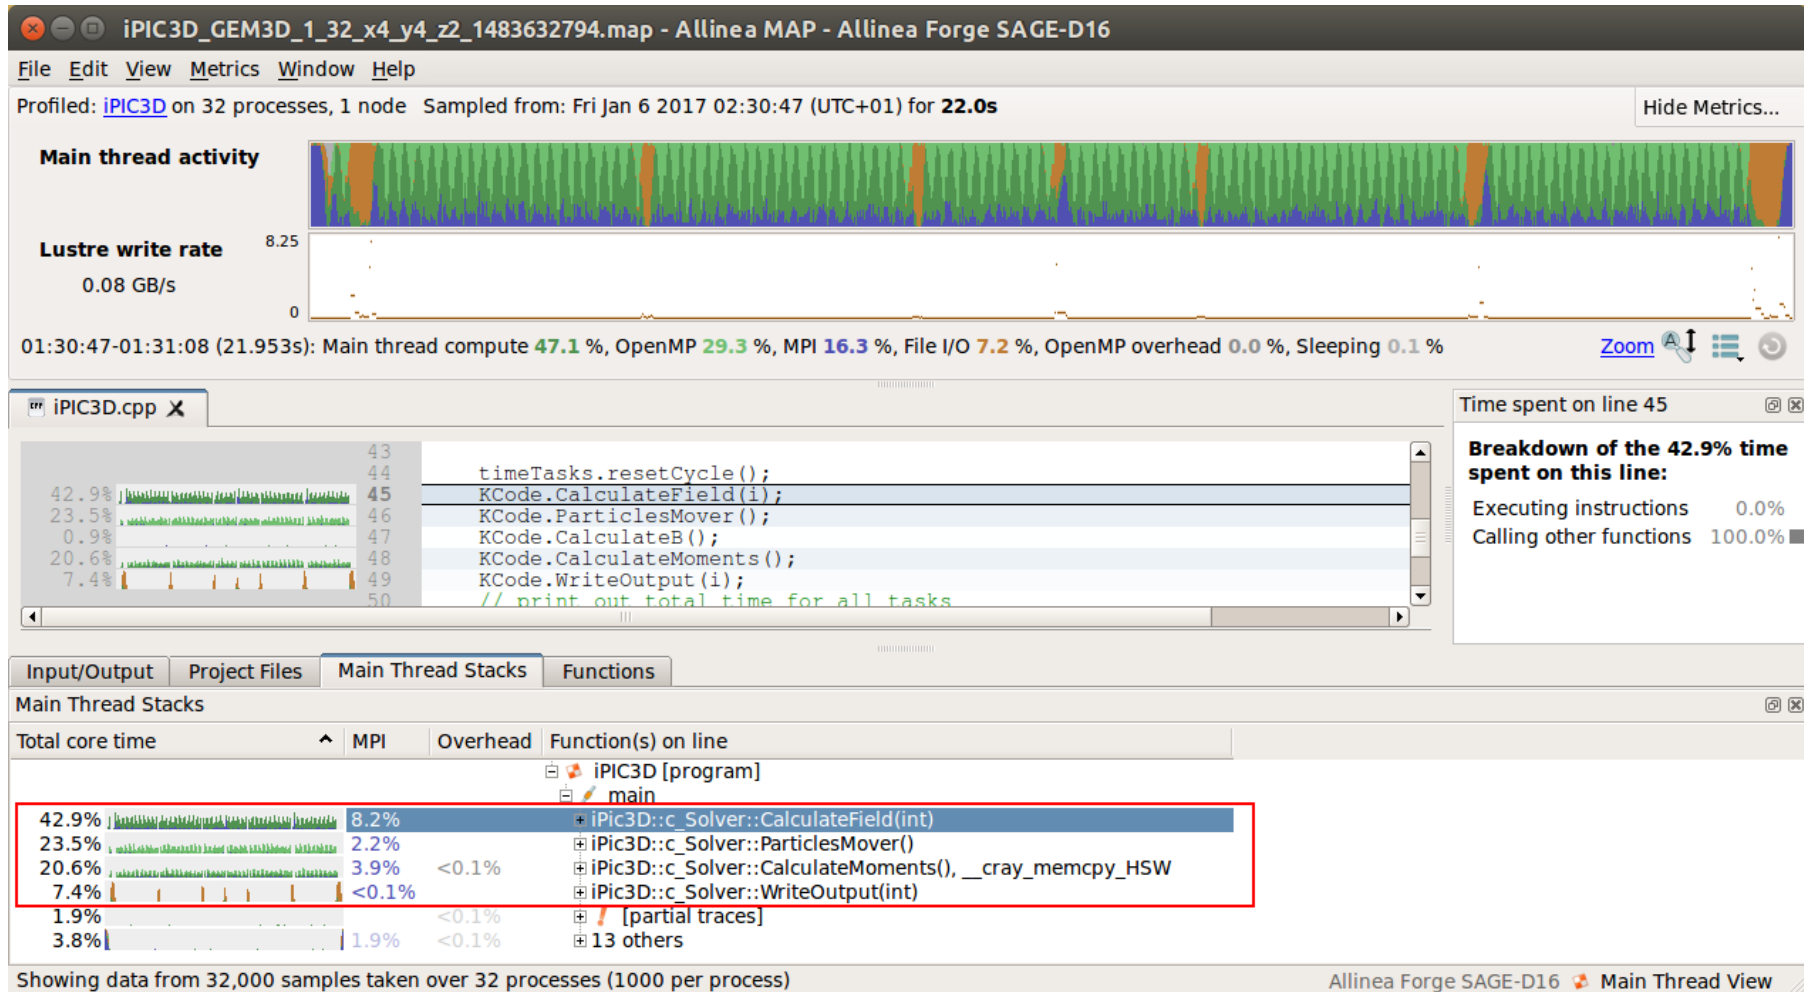 iPIC3D_GEM3D_1_32_x4_y4_z2_1483632794.map - Allinea MAP - Allinea Forge SAGE-D16
File Edit View Metrics Window Help
Profiled: iPIC3D on 32 processes, 1 node Sampled from: Fri Jan 6 2017 02:30:47 (UTC+01) for 22.0s Hide Metrics...
Main thread activity
Lustre write rate 8.25
0.08 GB/s
0
01:30:47-01:31:08 (21.953s): Main thread compute 47.1 %, OpenMP 29.3 %, MPI 16.3 %, File I/O 7.2 %, OpenMP overhead 0.0 %, Sleeping 0.1 % Zoom
iPIC3D.cpp
43
44 timeTasks.resetCycle();
42.9% 45 KCode.CalculateField(i);
23.5% 46 KCode.ParticlesMover();
0.9% 47 KCode.CalculateB();
20.6% 48 KCode.CalculateMoments();
7.4% 49 KCode.WriteOutput(i);
50 // print out total time for all tasks
Time spent on line 45
Breakdown of the 42.9% time
spent on this line:
Executing instructions 0.0%
Calling other functions 100.0%
Input/Output Project Files Main Thread Stacks Functions
Main Thread Stacks
Total core time MPI Overhead Function(s) on line
iPIC3D [program]
main
42.9% 8.2% iPic3D::c_Solver::CalculateField(int)
23.5% 2.2% iPic3D::c_Solver::ParticlesMover()
20.6% 3.9% <0.1% iPic3D::c_Solver::CalculateMoments(), __cray_memcpy_HSW
7.4% <0.1% iPic3D::c_Solver::WriteOutput(int)
1.9% <0.1% [partial traces]
3.8% 1.9% <0.1% 13 others
Showing data from 32,000 samples taken over 32 processes (1000 per process) Allinea Forge SAGE-D16 Main Thread View